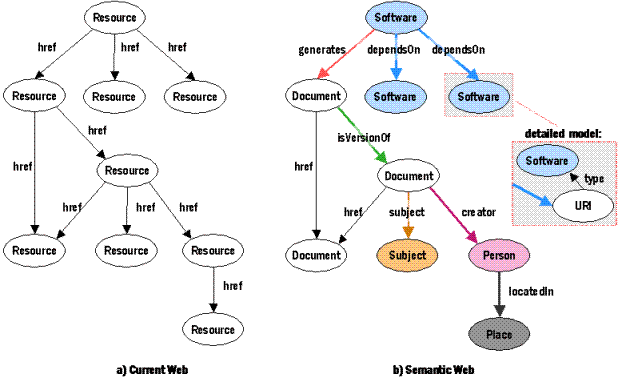 Resource
href
href
href
Resource
Resource
Resource
href
href
Resource
href
href
href
Resource
Resource
Resource
href
Resource
a) Current Web
Software
generates
dependsOn
dependsOn
Document
Software
Software
isVersionOf
href
Document
href
subject
creator
Document
Subject
Person
locatedIn
Place
b) Semantic Web
detailed model:
Software
type
URI